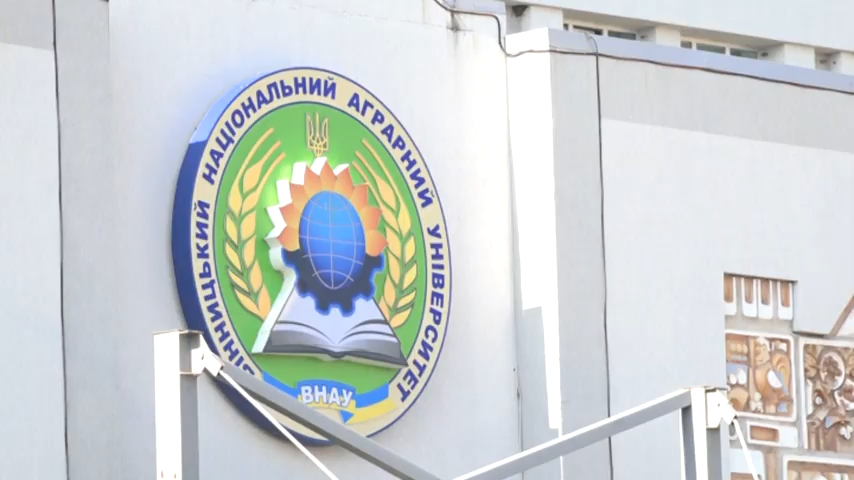 ВІННИЦЬКИЙ НАЦІОНАЛЬНИЙ АГРАРНИЙ УНІВЕРСИТЕТ
ВНАУ